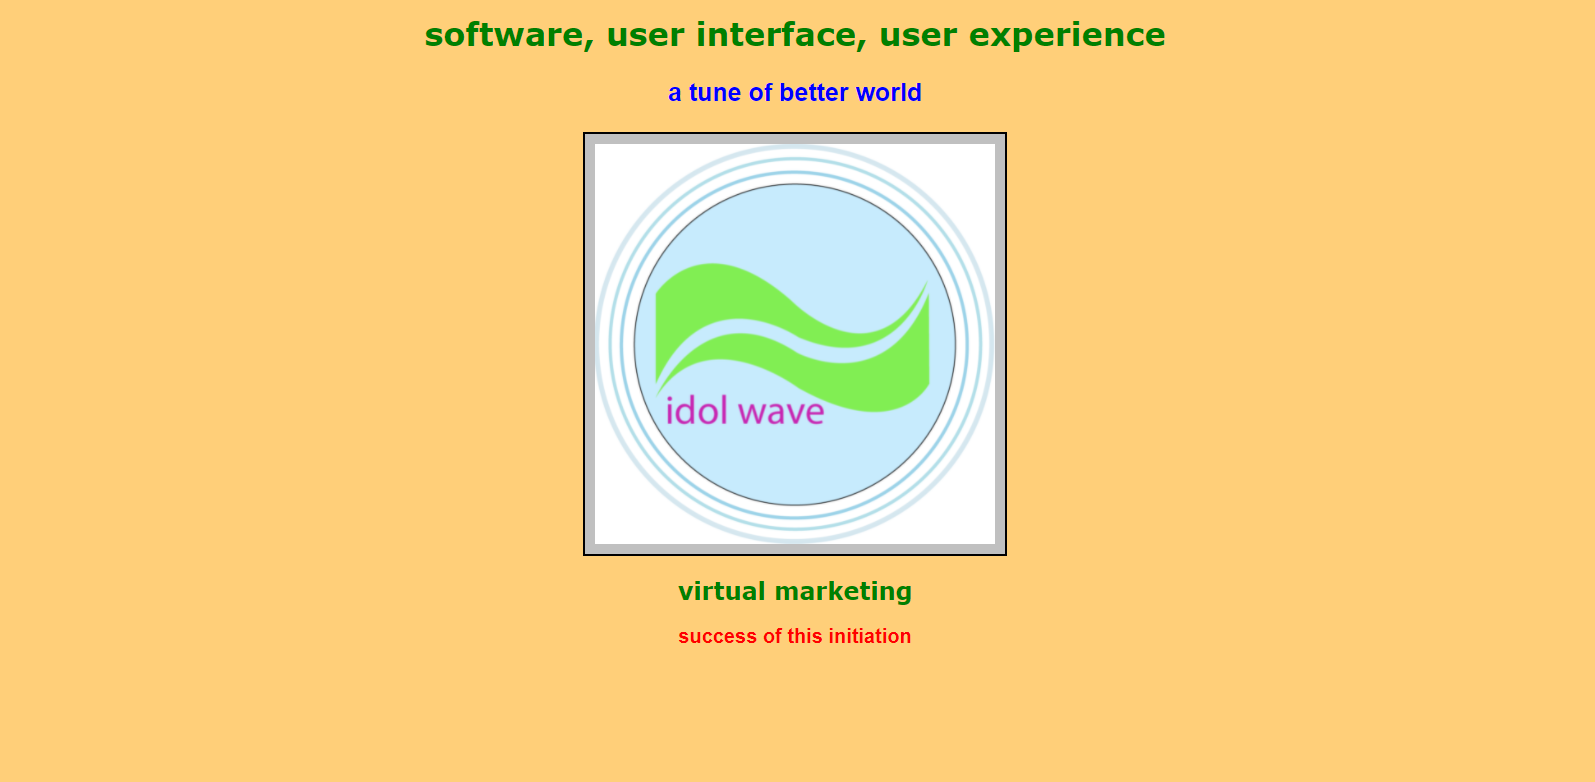 software, user interface, user experience
a tune of better world
idol wave
virtual marketing
success of this initiation